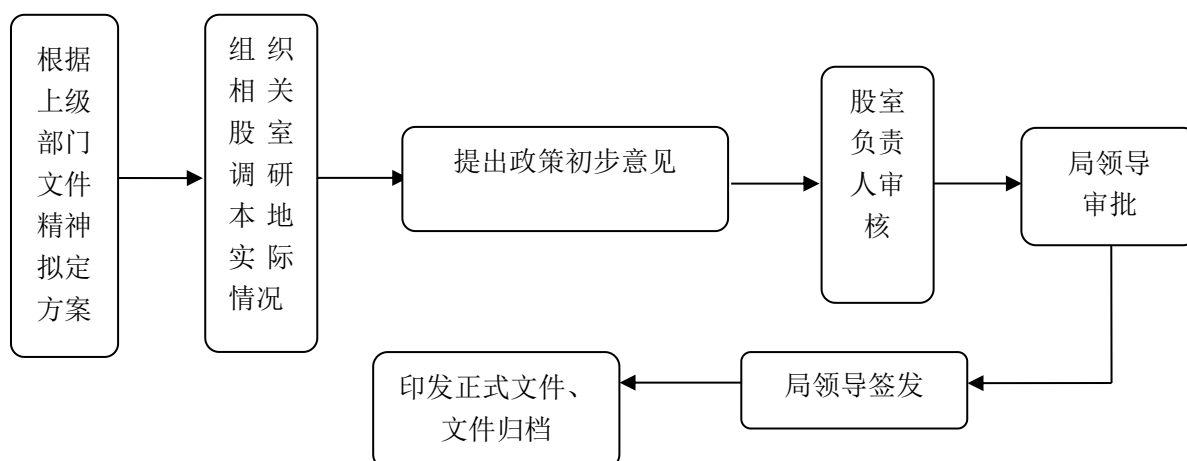 根据
上级
部门
文件
精神
拟定
方案
组 织
相 关
股 室
调 研
本 地
实 际
情况
提出政策初步意见
股室
负责
人审
核
局领导
审批
局领导签发
印发正式文件、
文件归档